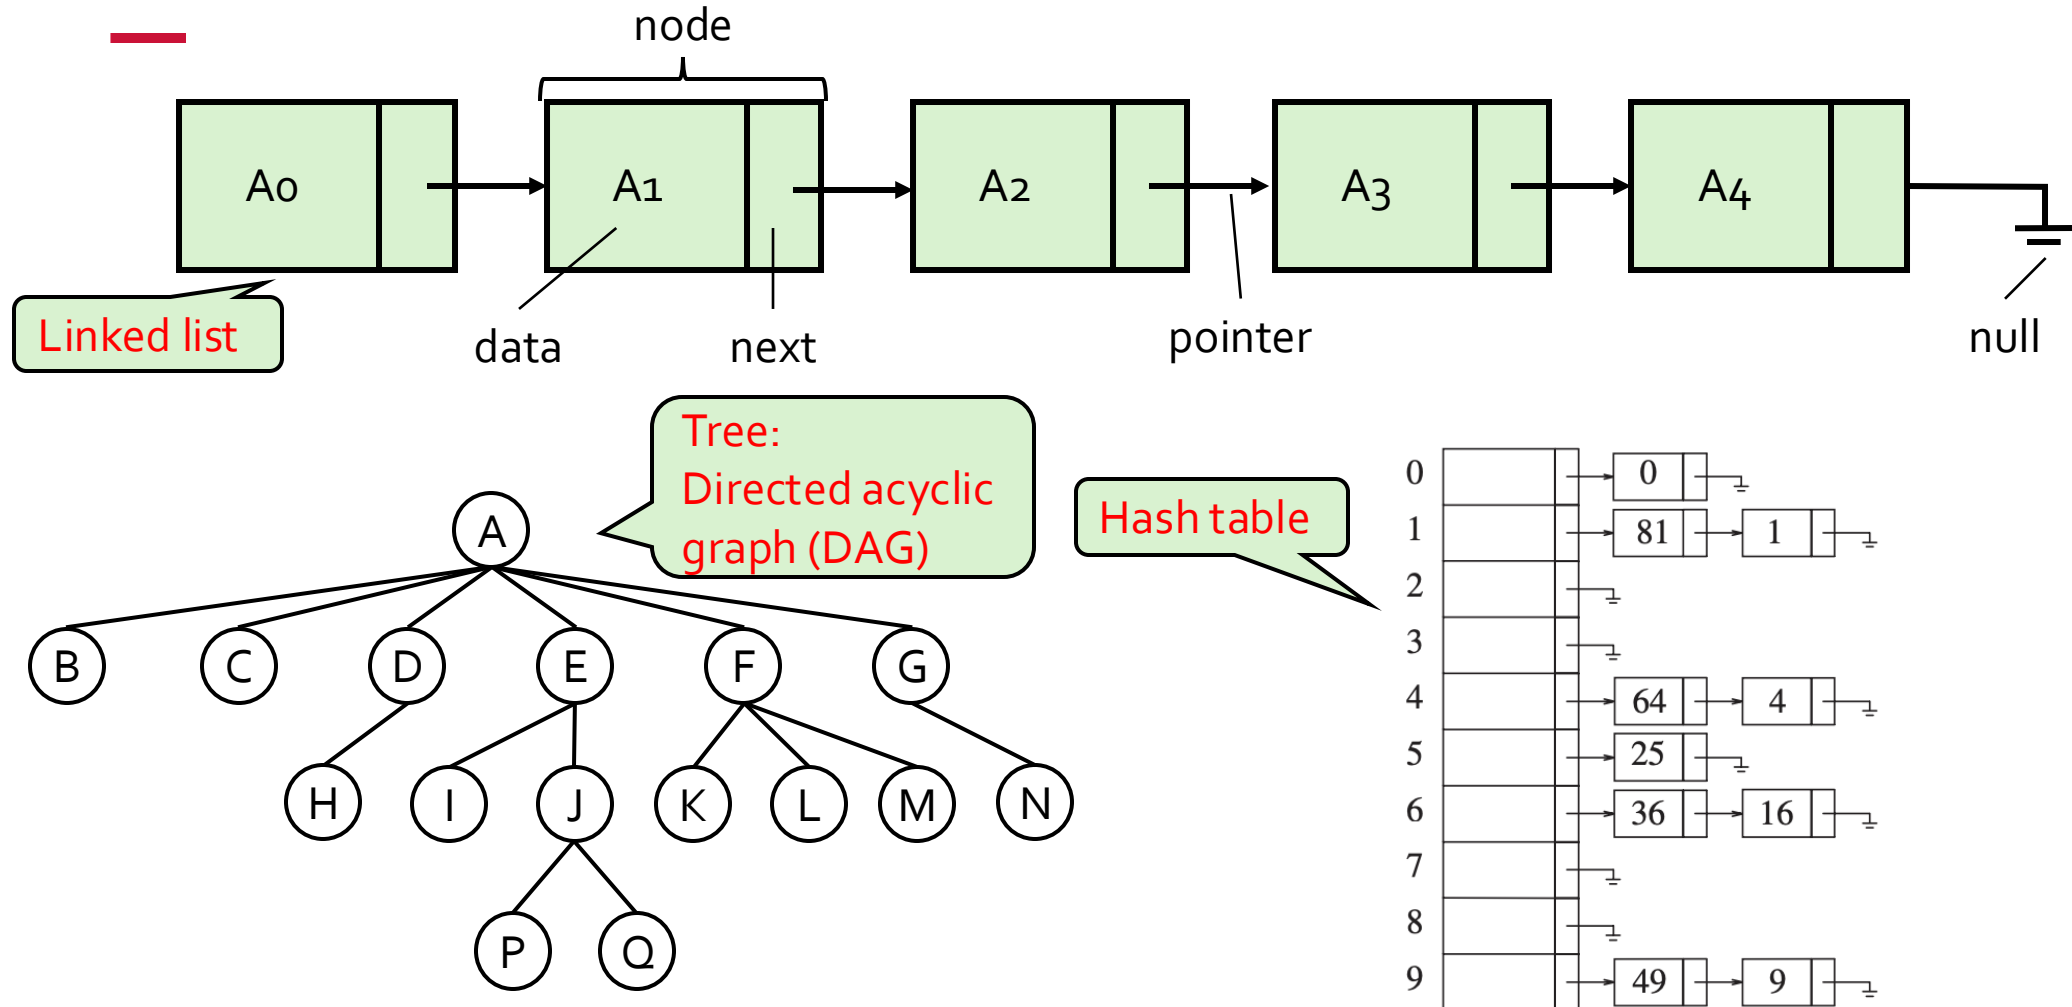 node
A0 A1 A2 A3 A4
Linked list
data next pointer null
Tree:
Directed acyclic
graph (DAG)
Hash table
A
B C D E F G
H I J K L M N
P Q
0 0
1 81 1
2
3
4 64 4
5 25
6 36 16
7
8
9 49 9